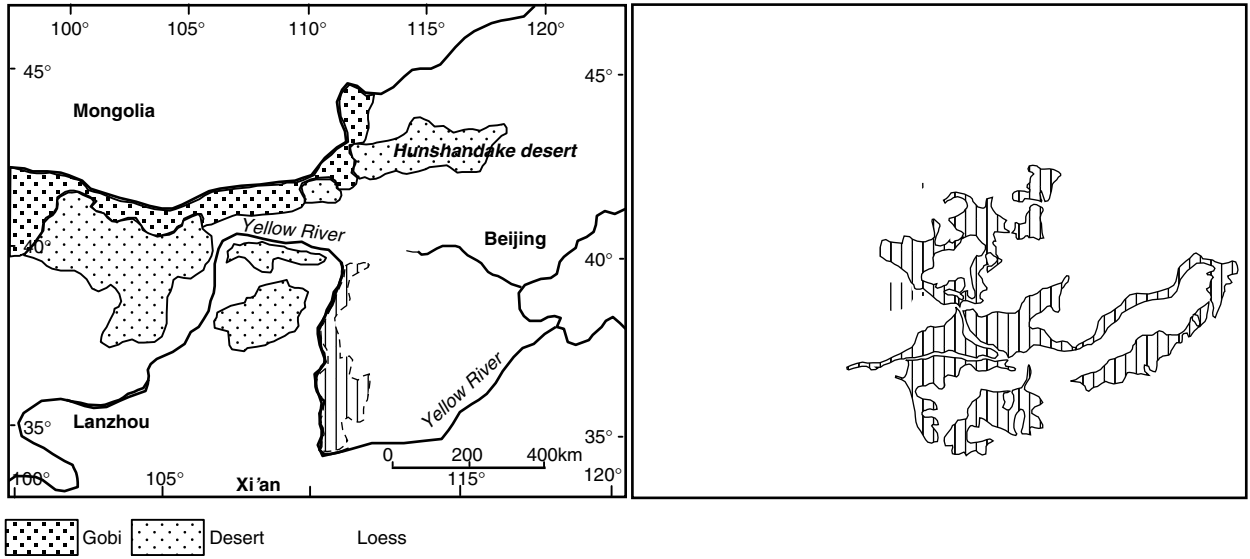 100° 105° 110° 115° 120°
45° 45°
Mongolia
Hunshandake desert
Yellow River
Beijing
40° 40°
Yellow River
Lanzhou
35° 35°
0 200 400km
100° 105° 115° 120°
Xi'an
Gobi Desert Loess